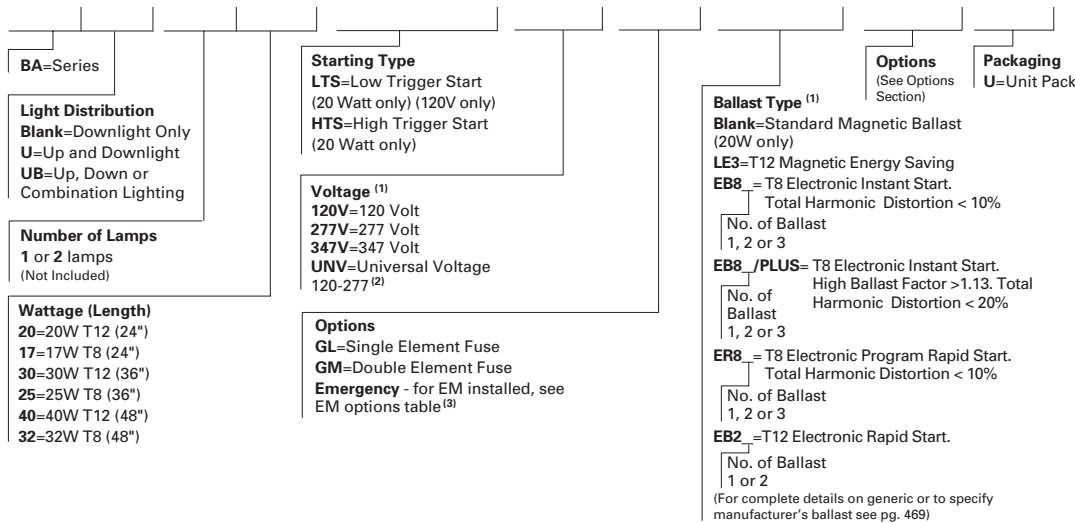 BA=Series
Light Distribution
Blank=Downlight Only
U=Up and Downlight
UB=Up, Down or
Combination Lighting
Number of Lamps
1 or 2 lamps
(Not Included)
Wattage (Length)
20=20W T12 (24")
17=17W T8 (24")
30=30W T12 (36")
25=25W T8 (36")
40=40W T12 (48")
32=32W T8 (48")
Starting Type
LTS=Low Trigger Start
(20 Watt only) (120V only)
HTS=High Trigger Start
(20 Watt only)
Voltage (1)
120V=120 Volt
277V=277 Volt
347V=347 Volt
UNV=Universal Voltage
120-277 (2)
Options
GL=Single Element Fuse
GM=Double Element Fuse
Emergency - for EM installed, see
EM options table (3)
Ballast Type (1)
Blank=Standard Magnetic Ballast
(20W only)
LE3=T12 Magnetic Energy Saving
EB8_= T8 Electronic Instant Start.
Total Harmonic Distortion < 10%
No. of Ballast
1, 2 or 3
EB8_/PLUS= T8 Electronic Instant Start.
High Ballast Factor >1.13. Total
Harmonic Distortion < 20%
No. of
Ballast
1, 2 or 3
ER8_= T8 Electronic Program Rapid Start.
Total Harmonic Distortion < 10%
No. of Ballast
1, 2 or 3
EB2_=T12 Electronic Rapid Start.
No. of Ballast
1 or 2
(For complete details on generic or to specify
manufacturer's ballast see pg. 469)
Options
(See Options
Section)
Packaging
U=Unit Pack